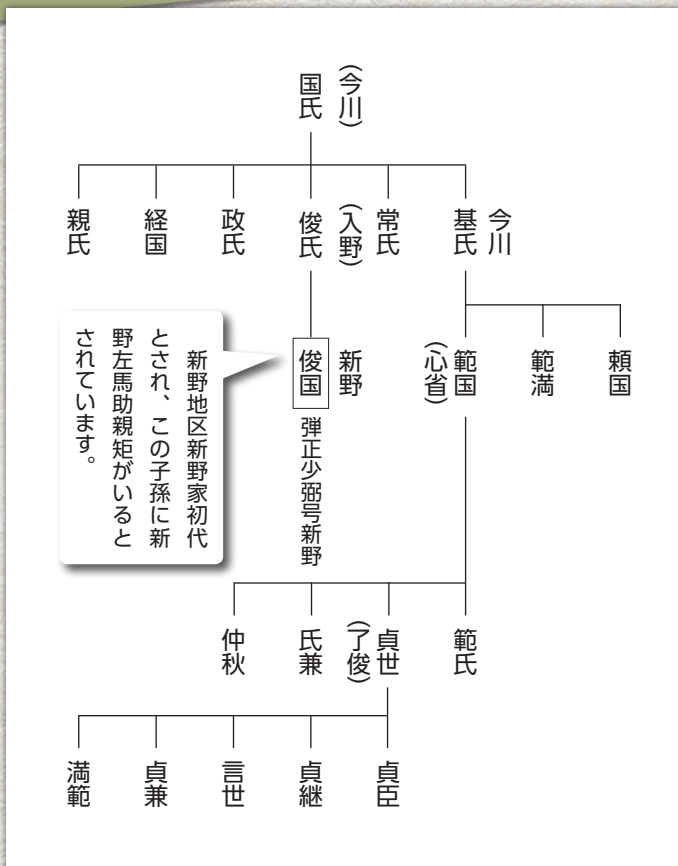 （今川）
国氏
今川
基氏
常氏
（入野）
俊氏
政氏
経国
親氏
頼国
範満
範国
（心省）
新野
俊国
弾正少弼号新野
新野地区新野家初代
とされ、この子孫に新
野左馬助親矩がいると
されています。
範氏
貞世
（了俊）
氏兼
仲秋
貞臣
貞継
言世
貞兼
満範